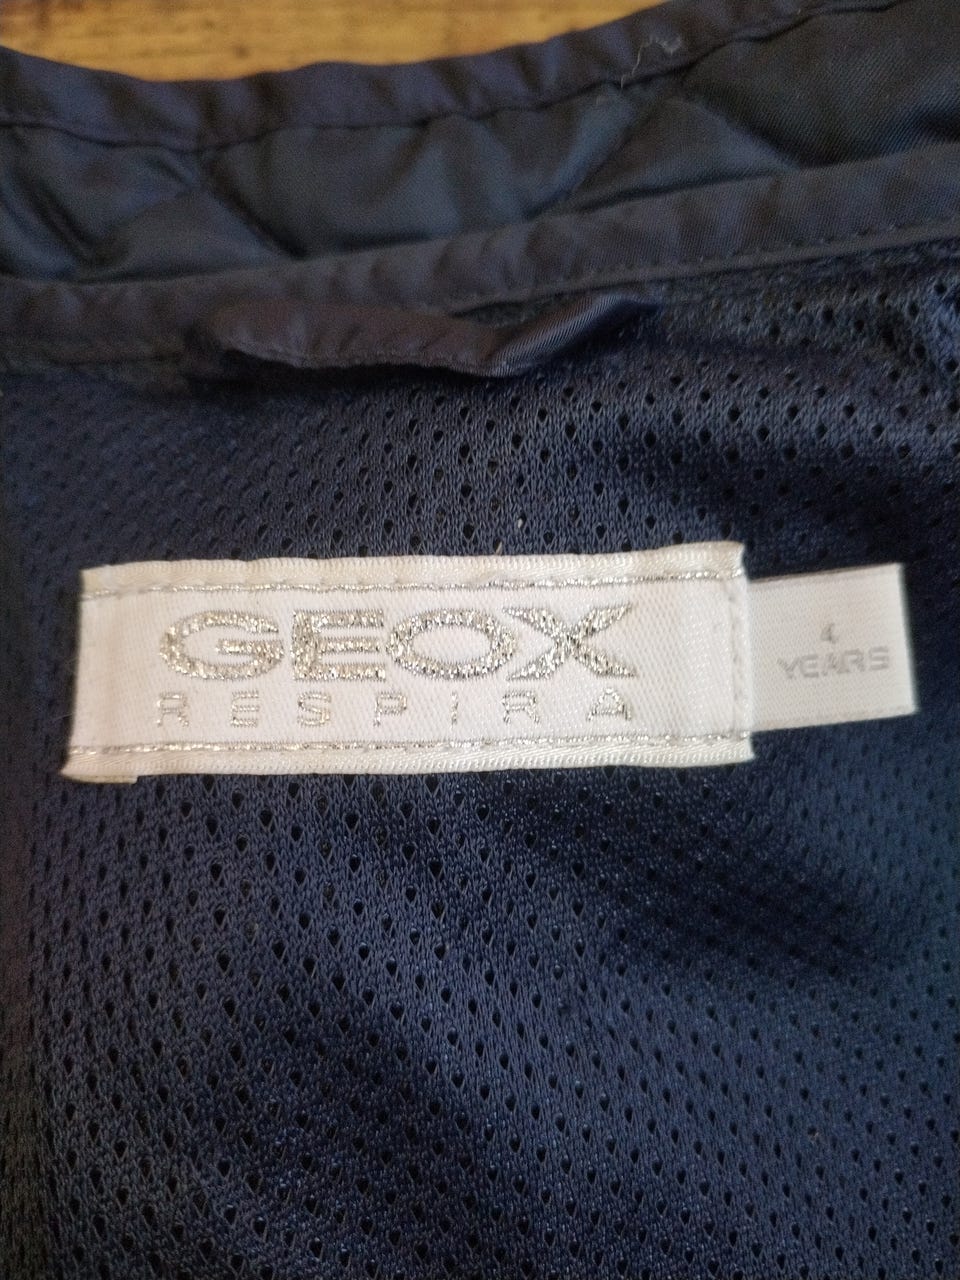 GEOX
RESPIRA
4
YEARS